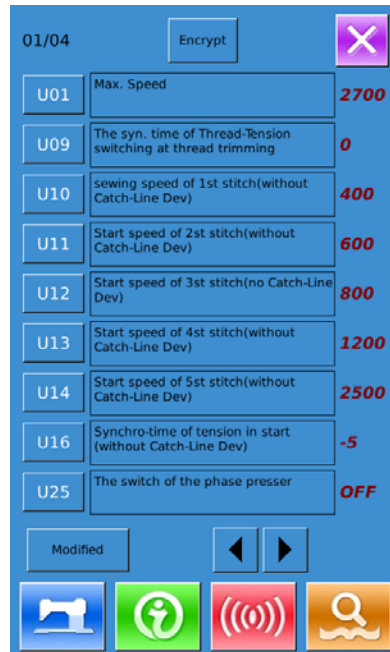 01/04 Encrypt
U01 Max. Speed 2700
U09 The syn. time of Thread-Tension
switching at thread trimming 0
U10 sewing speed of 1st stitch(without
Catch-Line Dev) 400
U11 Start speed of 2st stitch(without
Catch-Line Dev) 600
U12 Start speed of 3st stitch(no Catch-Line
Dev) 800
U13 Start speed of 4st stitch(without
Catch-Line Dev) 1200
U14 Start speed of 5st stitch(without
Catch-Line Dev) 2500
U16 Synchro-time of tension in start
(without Catch-Line Dev) -5
U25 The switch of the phase presser OFF
Modified